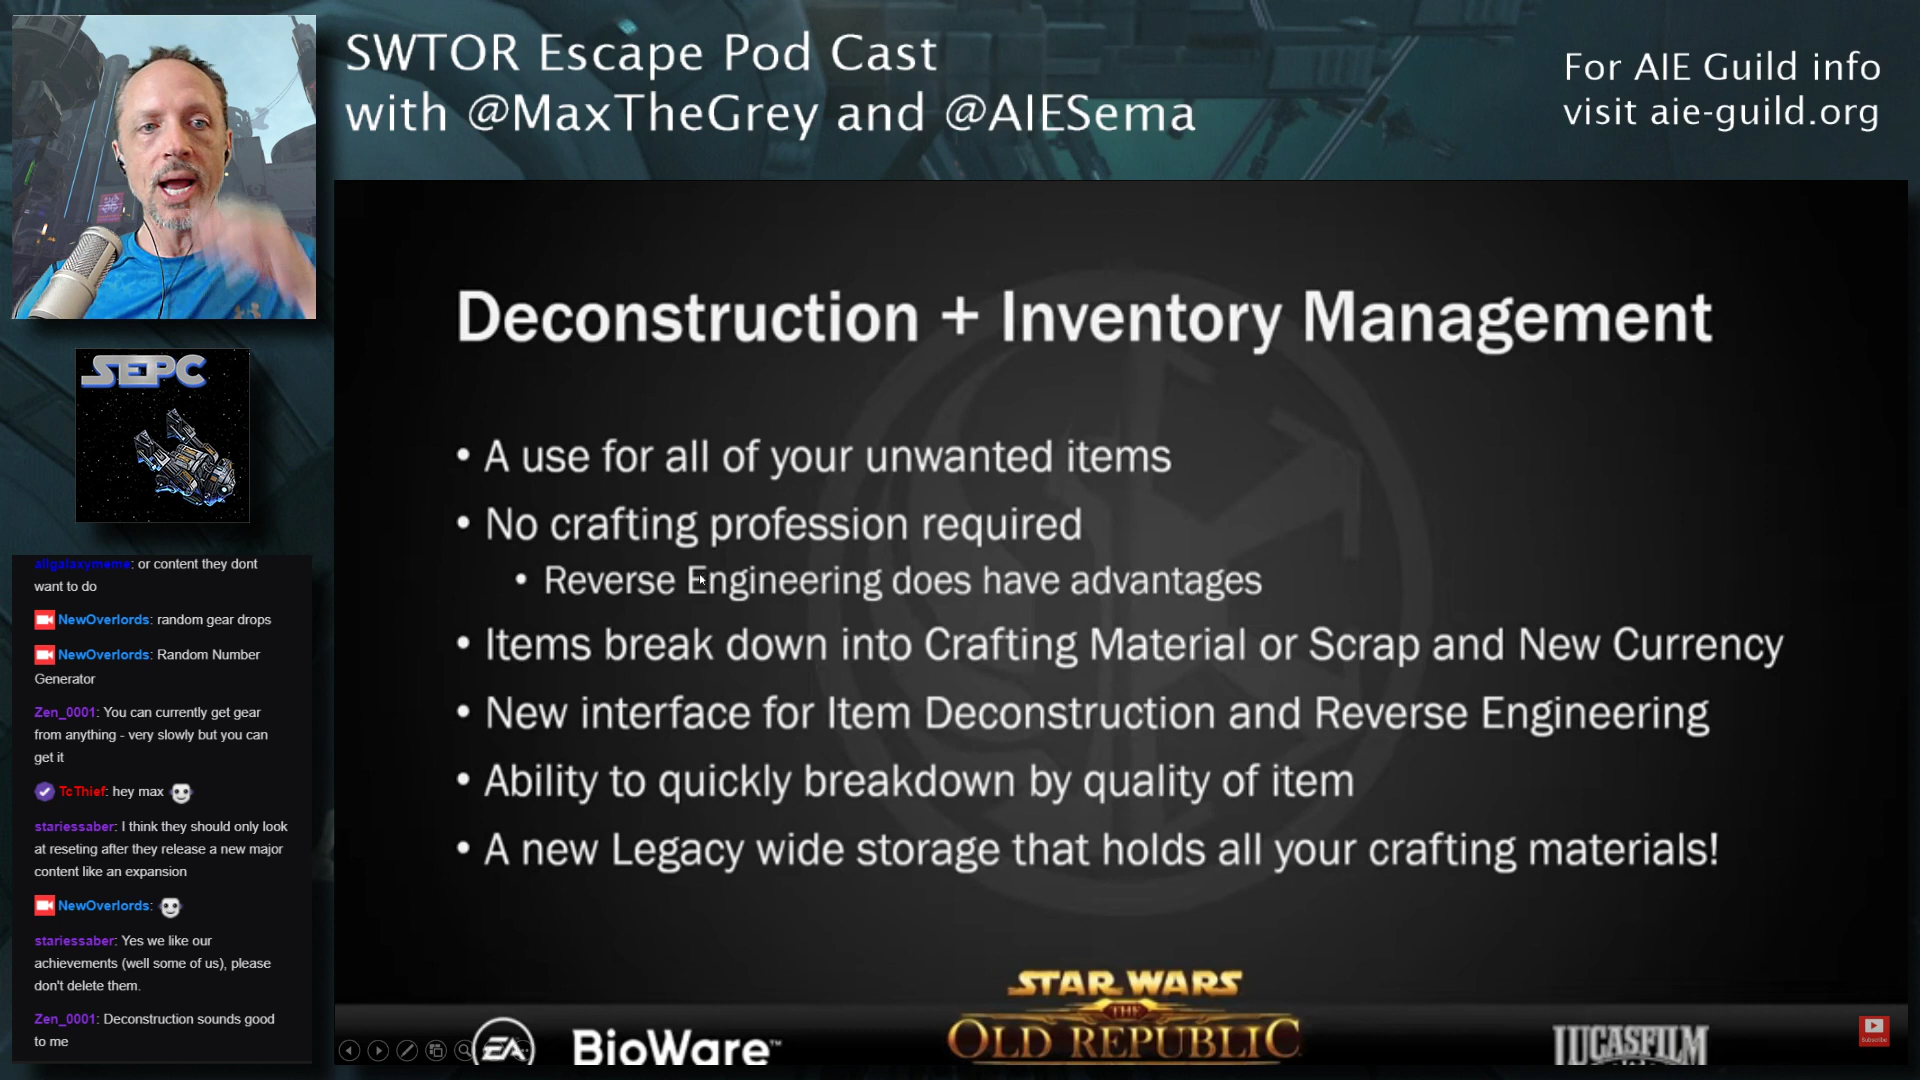 SWTOR Escape Pod Cast
with @MaxTheGrey and @AIESema
For AIE Guild info
visit aie-guild.org
SEPC
allgalaxymeme: or content they dont
want to do
NewOverlords: random gear drops
NewOverlords: Random Number
Generator
Zen_0001: You can currently get gear
from anything - very slowly but you can
get it
TcThief: hey max
stariessaber: I think they should only look
at reseting after they release a new major
content like an expansion
NewOverlords:
stariessaber: Yes we like our
achievements (well some of us), please
don't delete them.
Zen_0001: Deconstruction sounds good
to me
Deconstruction + Inventory Management
• A use for all of your unwanted items
• No crafting profession required
• Reverse Engineering does have advantages
• Items break down into Crafting Material or Scrap and New Currency
• New interface for Item Deconstruction and Reverse Engineering
• Ability to quickly breakdown by quality of item
• A new Legacy wide storage that holds all your crafting materials!
EA
BioWare™
STAR WARS
THE
OLD REPUBLIC
LUCASFILM
Subscribe